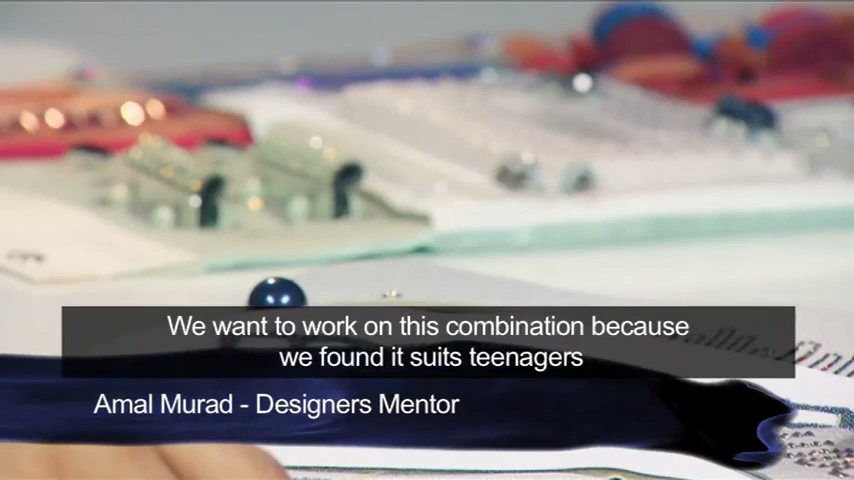 We want to work on this combination because
we found it suits teenagers
Amal Murad - Designers Mentor